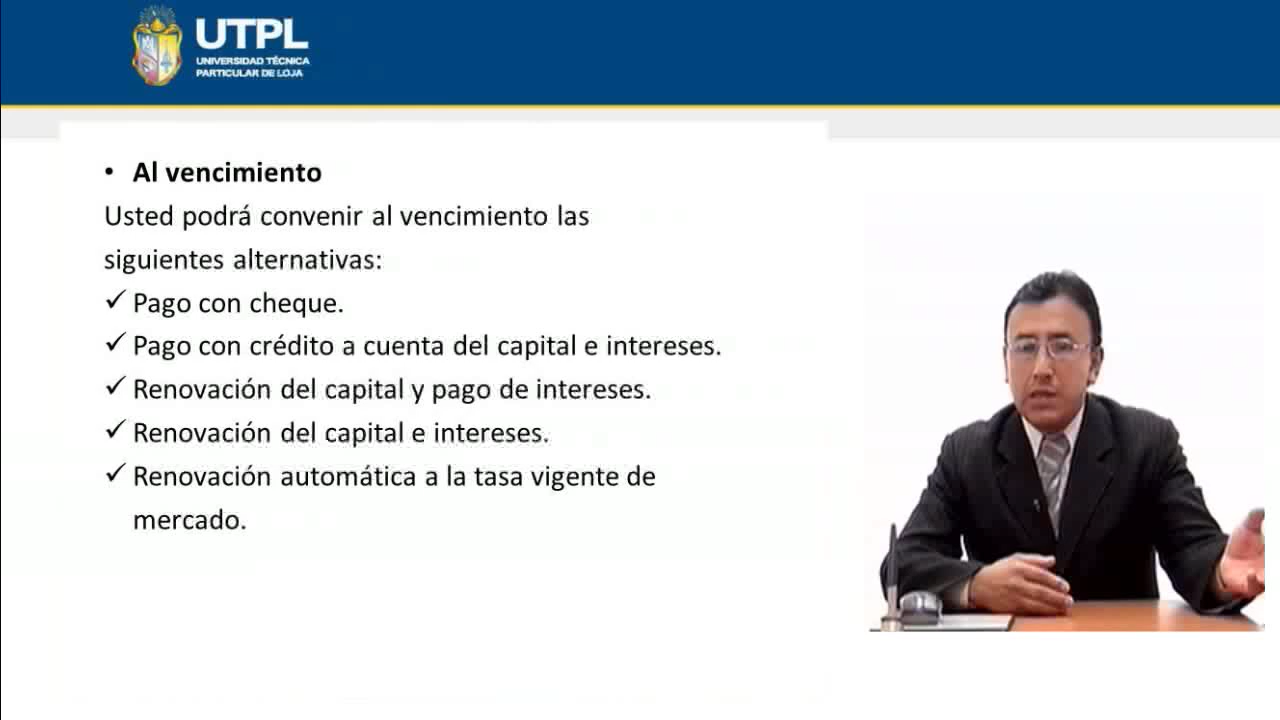 UTPL
UNIVERSIDAD TÉCNICA
PARTICULAR DE LOJA
• Al vencimiento
Usted podrá convenir al vencimiento las
siguientes alternativas:
✓ Pago con cheque.
✓ Pago con crédito a cuenta del capital e intereses.
✓ Renovación del capital y pago de intereses.
✓ Renovación del capital e intereses.
✓ Renovación automática a la tasa vigente de
mercado.